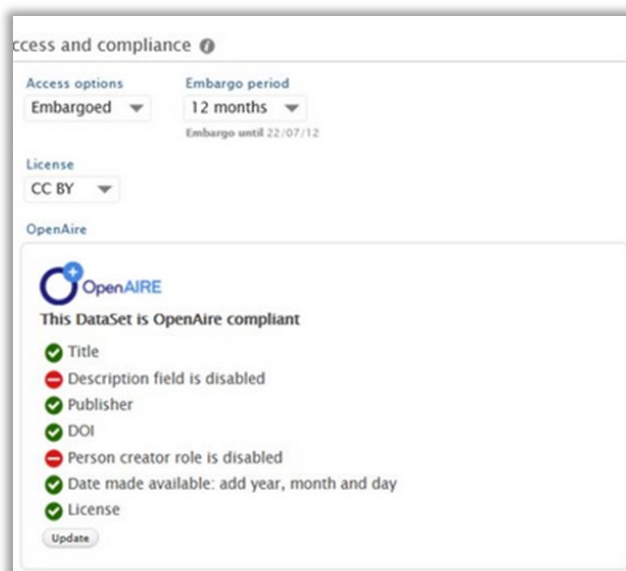 ccess and compliance i
Access options Embargo period
Embargoed 12 months
Embargo until 22/07/12
License
CC BY
OpenAire
OpenAIRE
This DataSet is OpenAire compliant
Title
Description field is disabled
Publisher
DOI
Person creator role is disabled
Date made available: add year, month and day
License
Update